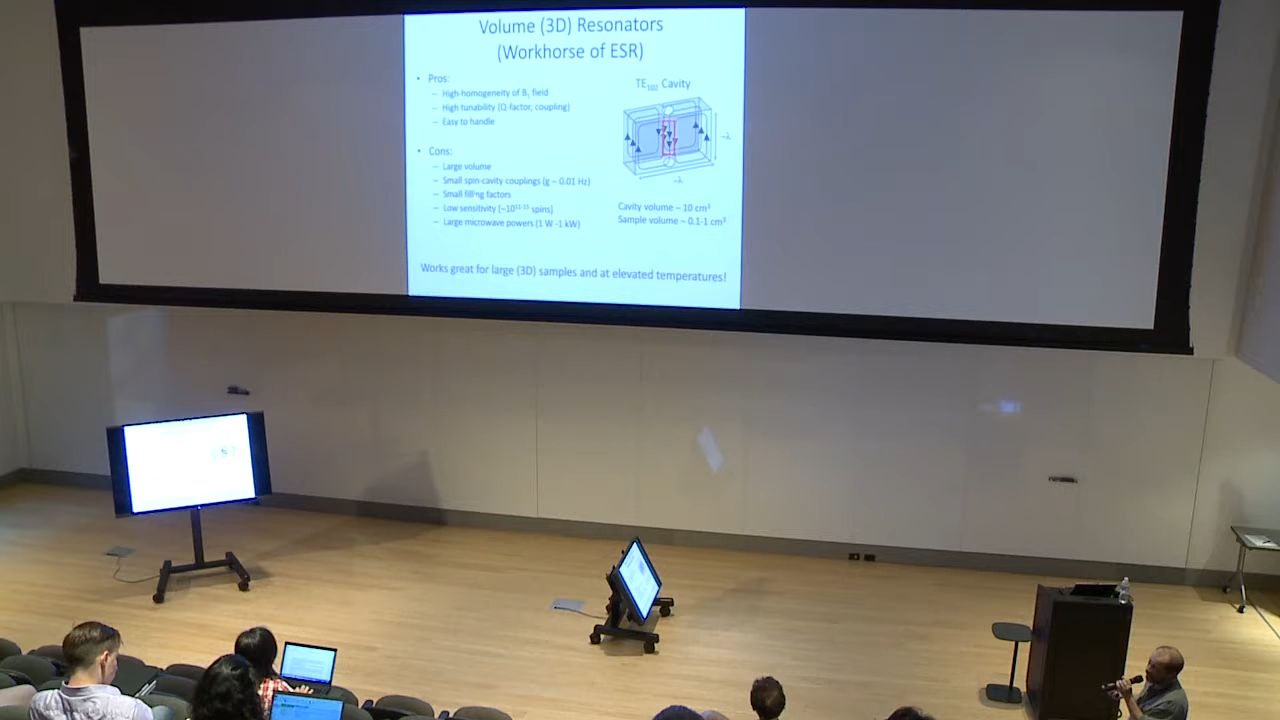 Volume (3D) Resonators
(Workhorse of ESR)
• Pros:
– High-homogeneity of B₁ field
– High tunability (Q-factor, coupling)
– Easy to handle
• Cons:
– Large volume
– Small spin-cavity couplings (g ~ 0.01 Hz)
– Small filling factors
– Low sensitivity (~10¹¹⁻¹³ spins)
– Large microwave powers (1 W -1 kW)
TE₁₀₂ Cavity
~λ
~λ
Cavity volume ~ 10 cm³
Sample volume ~ 0.1-1 cm³
Works great for large (3D) samples and at elevated temperatures!